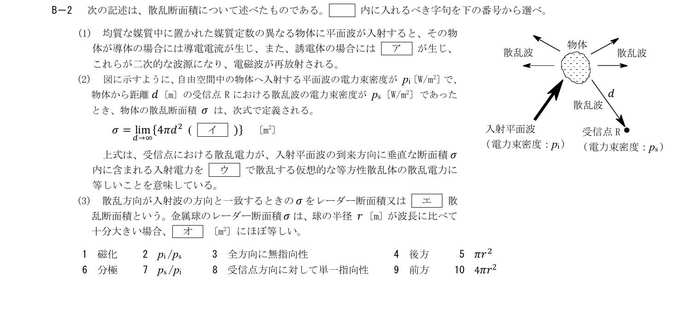 B－2 次の記述は、散乱断面積について述べたものである。 内に入れるべき字句を下の番号から選べ。
(1) 均質な媒質中に置かれた媒質定数の異なる物体に平面波が入射すると、その物
体が導体の場合には導電電流が生じ、また、誘電体の場合には ア が生じ、
これらが二次的な波源になり、電磁波が再放射される。
(2) 図に示すように、自由空間中の物体へ入射する平面波の電力束密度が pᵢ[W/m²]で、
物体から距離 d [m] の受信点 R における散乱波の電力束密度が pₛ[W/m²]であった
とき、物体の散乱断面積 σ は、次式で定義される。
σ = lim d→∞ {4πd² ( イ )} [m²]
上式は、受信点における散乱電力が、入射平面波の到来方向に垂直な断面積 σ
内に含まれる入射電力を ウ で散乱する仮想的な等方性散乱体の散乱電力に
等しいことを意味している。
(3) 散乱方向が入射波の方向と一致するときの σ をレーダー断面積又は エ 散
乱断面積という。金属球のレーダー断面積 σ は、球の半径 r [m] が波長に比べて
十分大きい場合、 オ [m²] にほぼ等しい。
1 磁化 2 pᵢ/pₛ 3 全方向に無指向性 4 後方 5 πr²
6 分極 7 pₛ/pᵢ 8 受信点方向に対して単一指向性 9 前方 10 4πr²
物体
散乱波 散乱波
d
散乱波
入射平面波
(電力束密度：pᵢ)
受信点 R
(電力束密度：pₛ)